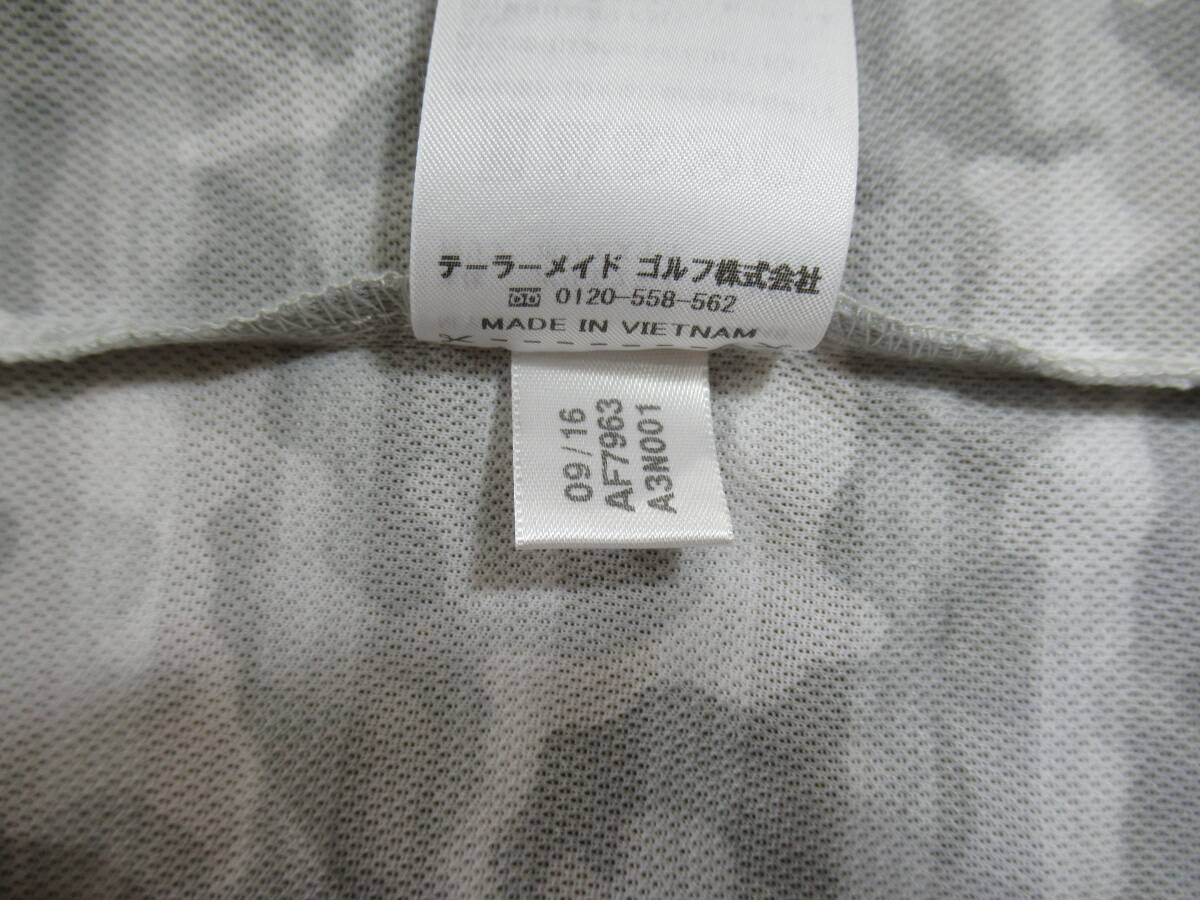 テーラーメイド ゴルフ株式会社
0120-558-562
MADE IN VIETNAM
09/16
AF7963
A3N001